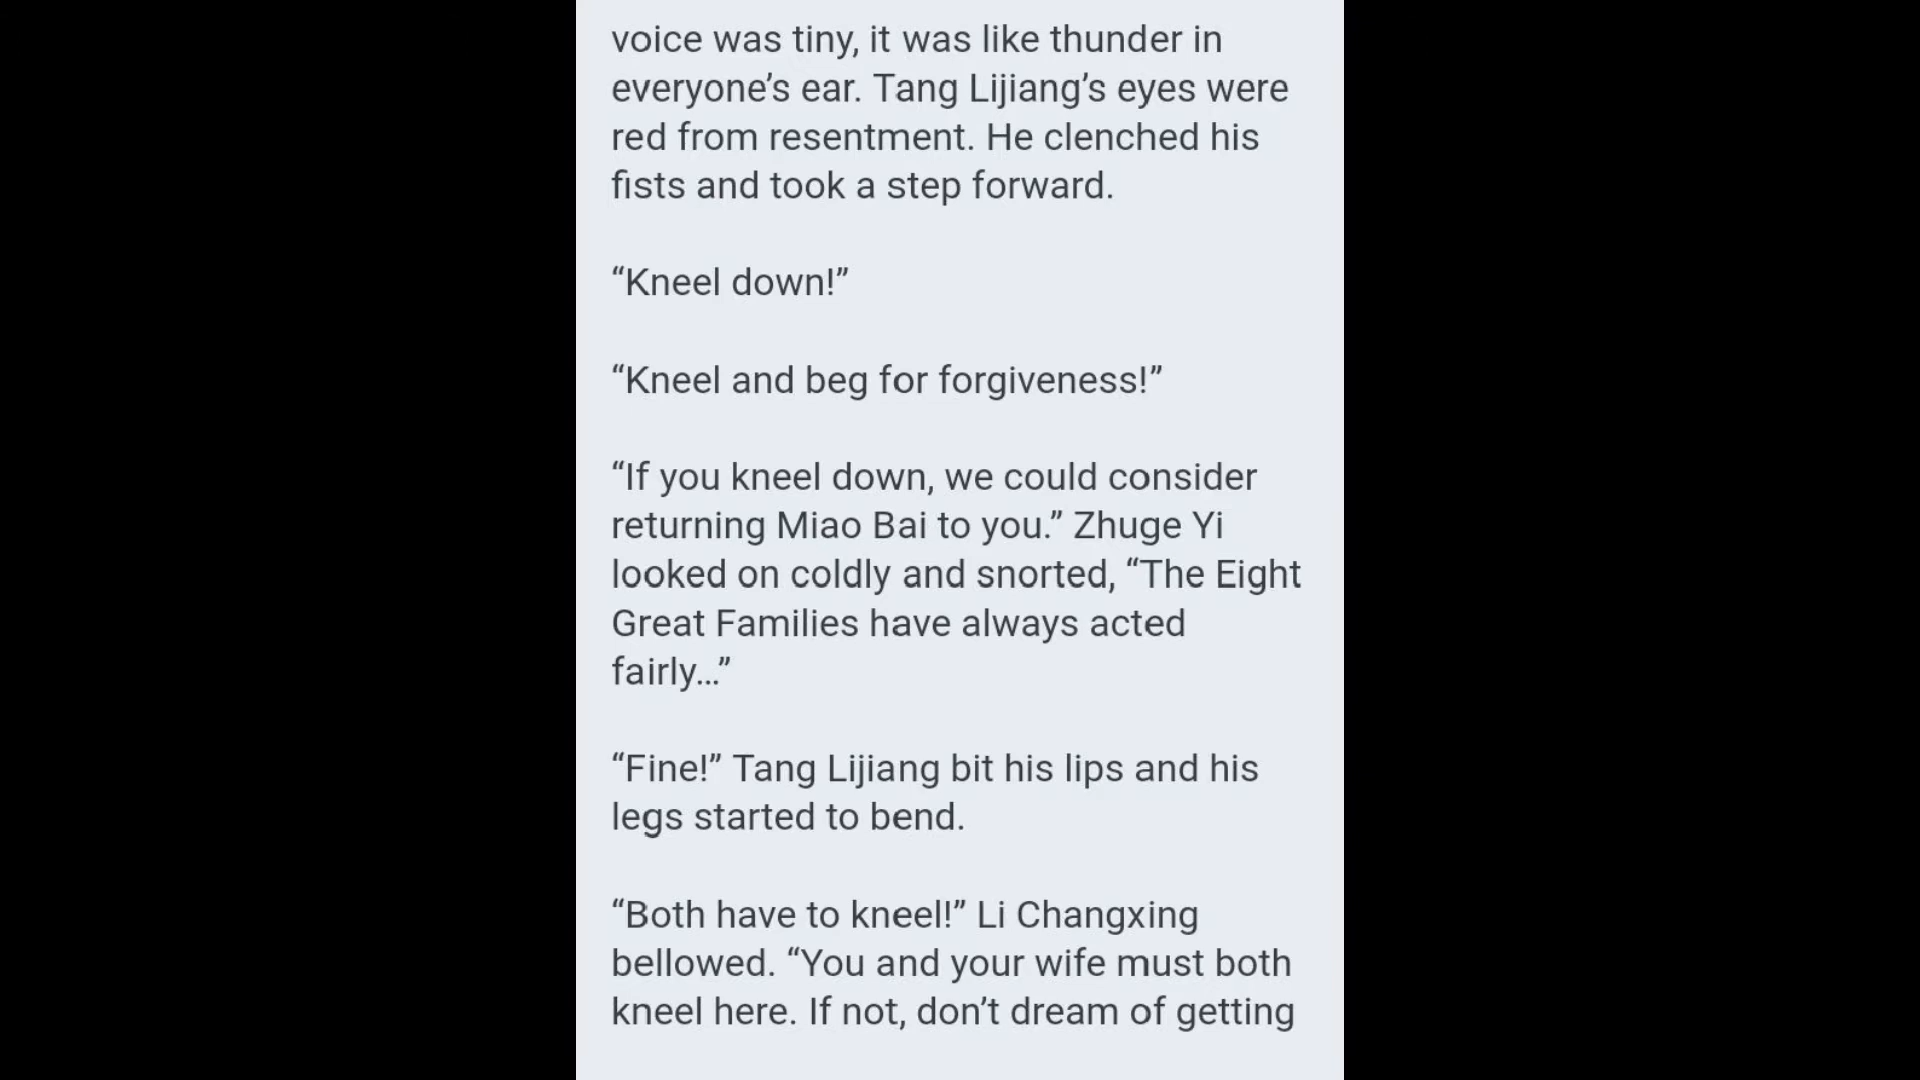 voice was tiny, it was like thunder in
everyone’s ear. Tang Lijiang’s eyes were
red from resentment. He clenched his
fists and took a step forward.
“Kneel down!”
“Kneel and beg for forgiveness!”
“If you kneel down, we could consider
returning Miao Bai to you.” Zhuge Yi
looked on coldly and snorted, “The Eight
Great Families have always acted
fairly…”
“Fine!” Tang Lijiang bit his lips and his
legs started to bend.
“Both have to kneel!” Li Changxing
bellowed. “You and your wife must both
kneel here. If not, don’t dream of getting